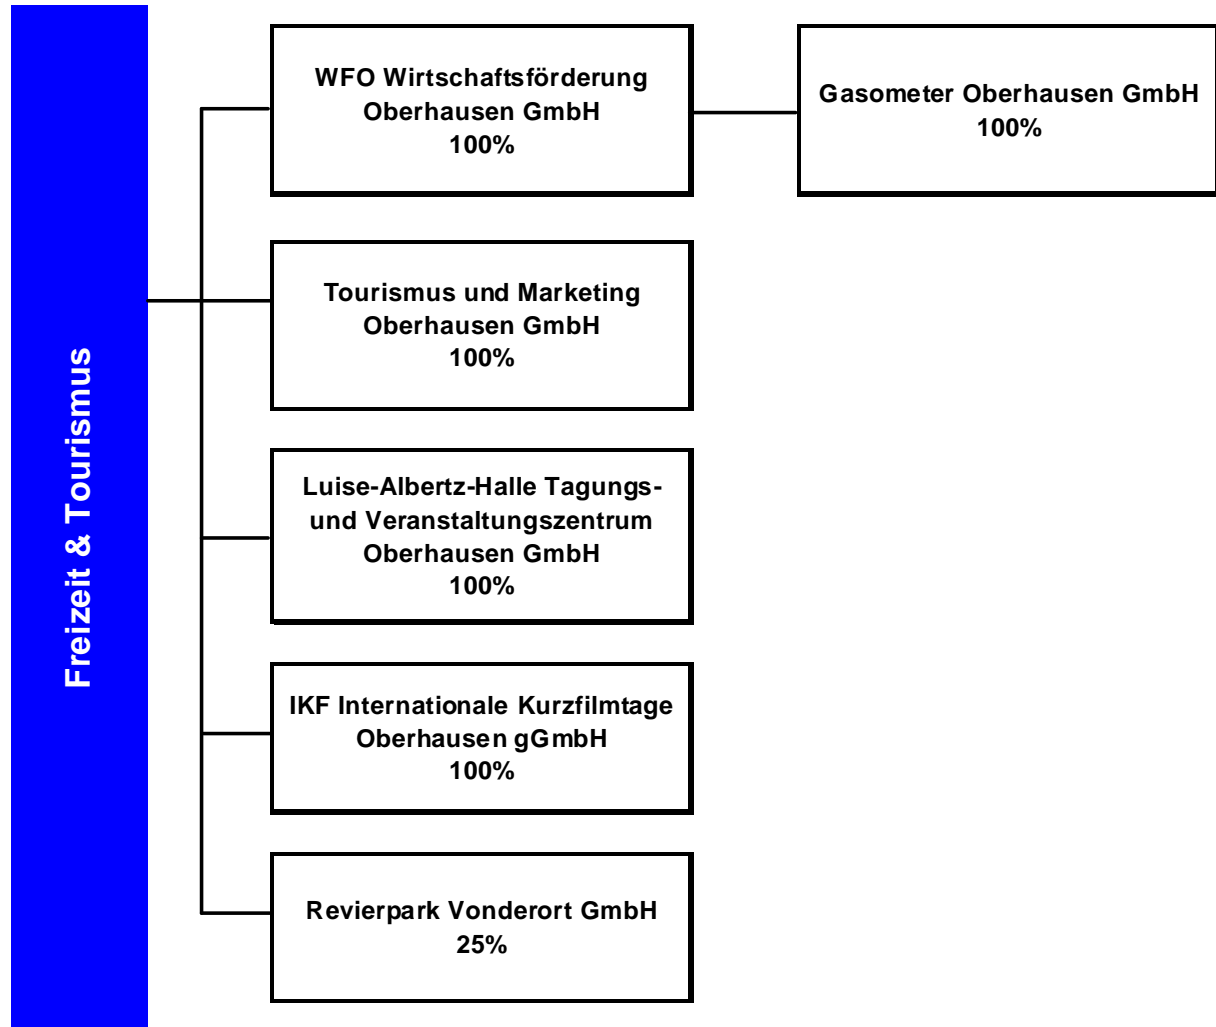 Freizeit & Tourismus
WFO Wirtschaftsförderung
Oberhausen GmbH
100%
Gasometer Oberhausen GmbH
100%
Tourismus und Marketing
Oberhausen GmbH
100%
Luise-Albertz-Halle Tagungs-
und Veranstaltungszentrum
Oberhausen GmbH
100%
IKF Internationale Kurzfilmtage
Oberhausen gGmbH
100%
Revierpark Vonderort GmbH
25%